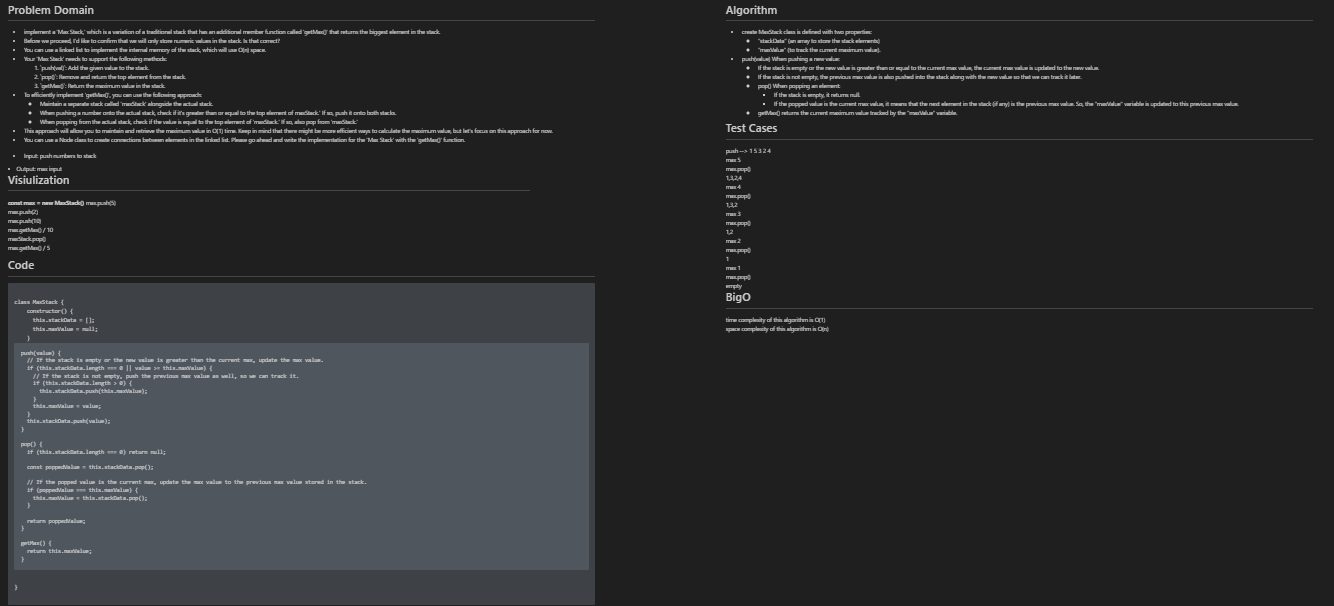 Problem Domain
• implement a 'Max Stack,' which is a variation of a traditional stack that has an additional member function called 'getMax()' that returns the biggest element in the stack.
• Before we proceed, I'd like to confirm that we will only store numeric values in the stack. Is that correct?
• You can use a linked list to implement the internal memory of the stack, which will use O(n) space.
• Your 'Max Stack' needs to support the following methods:
1. 'push(val)': Add the given value to the stack.
2. 'pop()': Remove and return the top element from the stack.
3. 'getMax()': Return the maximum value in the stack.
• To efficiently implement 'getMax()', you can use the following approach:
• Maintain a separate stack called 'maxStack' alongside the actual stack.
• When pushing a number onto the actual stack, check if it's greater than or equal to the top element of 'maxStack.' If so, push it onto both stacks.
• When popping from the actual stack, check if the value is equal to the top element of 'maxStack.' If so, also pop from 'maxStack.'
• This approach will allow you to maintain and retrieve the maximum value in O(1) time. Keep in mind that there might be more efficient ways to calculate the maximum value, but let's focus on this approach for now.
• You can use a Node class to create connections between elements in the linked list. Please go ahead and write the implementation for the 'Max Stack' with the 'getMax()' function.
• Input: push numbers to stack
• Output: max input
Visiulization
const max = new MaxStack() max.push(5)
max.push(2)
max.push(10)
max.getMax() / 10
maxStack.pop()
max.getMax() / 5
Code
class MaxStack {
constructor() {
this.stackData = [];
this.maxValue = null;
}
push(value) {
// If the stack is empty or the new value is greater than the current max, update the max value.
if (this.stackData.length === 0 || value >= this.maxValue) {
// If the stack is not empty, push the previous max value as well, so we can track it.
if (this.stackData.length > 0) {
this.stackData.push(this.maxValue);
}
this.maxValue = value;
}
this.stackData.push(value);
}
pop() {
if (this.stackData.length === 0) return null;
const poppedValue = this.stackData.pop();
// If the popped value is the current max, update the max value to the previous max value stored in the stack.
if (poppedValue === this.maxValue) {
this.maxValue = this.stackData.pop();
}
return poppedValue;
}
getMax() {
return this.maxValue;
}
}
Algorithm
• create MaxStack class is defined with two properties:
• "stackData" (an array to store the stack elements)
• "maxValue" (to track the current maximum value).
• push(value) When pushing a new value:
• If the stack is empty or the new value is greater than or equal to the current max value, the current max value is updated to the new value.
• If the stack is not empty, the previous max value is also pushed into the stack along with the new value so that we can track it later.
• pop() When popping an element:
• If the stack is empty, it returns null.
• If the popped value is the current max value, it means that the next element in the stack (if any) is the previous max value. So, the "maxValue" variable is updated to this previous max value.
• getMax() returns the current maximum value tracked by the "maxValue" variable.
Test Cases
push --> 1 5 3 2 4
max 5
max.pop()
1,3,2,4
max 4
max.pop()
1,3,2
max 3
max.pop()
1,2
max 2
max.pop()
1
max 1
max.pop()
empty
BigO
time complexity of this algorithm is O(1)
space complexity of this algorithm is O(n)